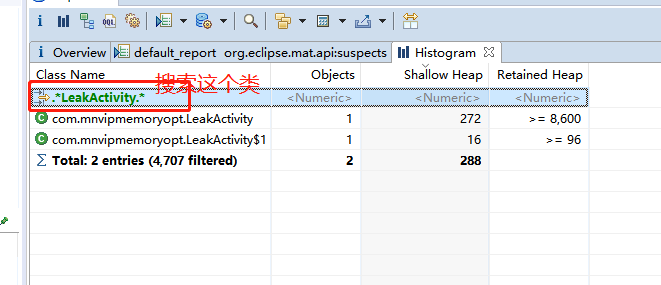 OQL
i Overview default_report org.eclipse.mat.api:suspects Histogram
Class Name Objects Shallow Heap Retained Heap
.*LeakActivity.* 搜索这个类 <Numeric> <Numeric> <Numeric>
com.mnvipmemoryopt.LeakActivity 1 272 >= 8,600
com.mnvipmemoryopt.LeakActivity$1 1 16 >= 96
∑ Total: 2 entries (4,707 filtered) 2 288